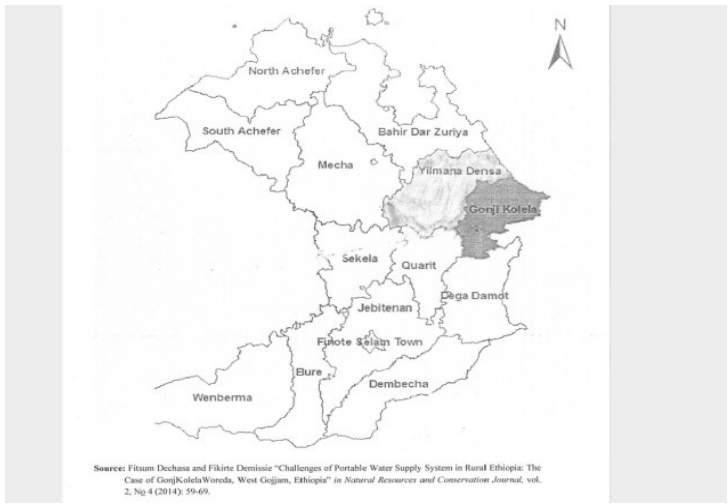 N
North Achefer
South Achefer
Bahir Dar Zuriya
Mecha
Yilmana Densa
Gonji Kolela
Sekela
Quarit
Dega Damot
Jebitenan
Finote Selam Town
Bure
Dembecha
Wenberma
Source: Fitsum Dechasa and Fikirte Demissie “Challenges of Portable Water Supply System in Rural Ethiopia: The
Case of GonjKolelaWoreda, West Gojjam, Ethiopia” in Natural Resources and Conservation Journal, vol.
2, No 4 (2014): 59-69.